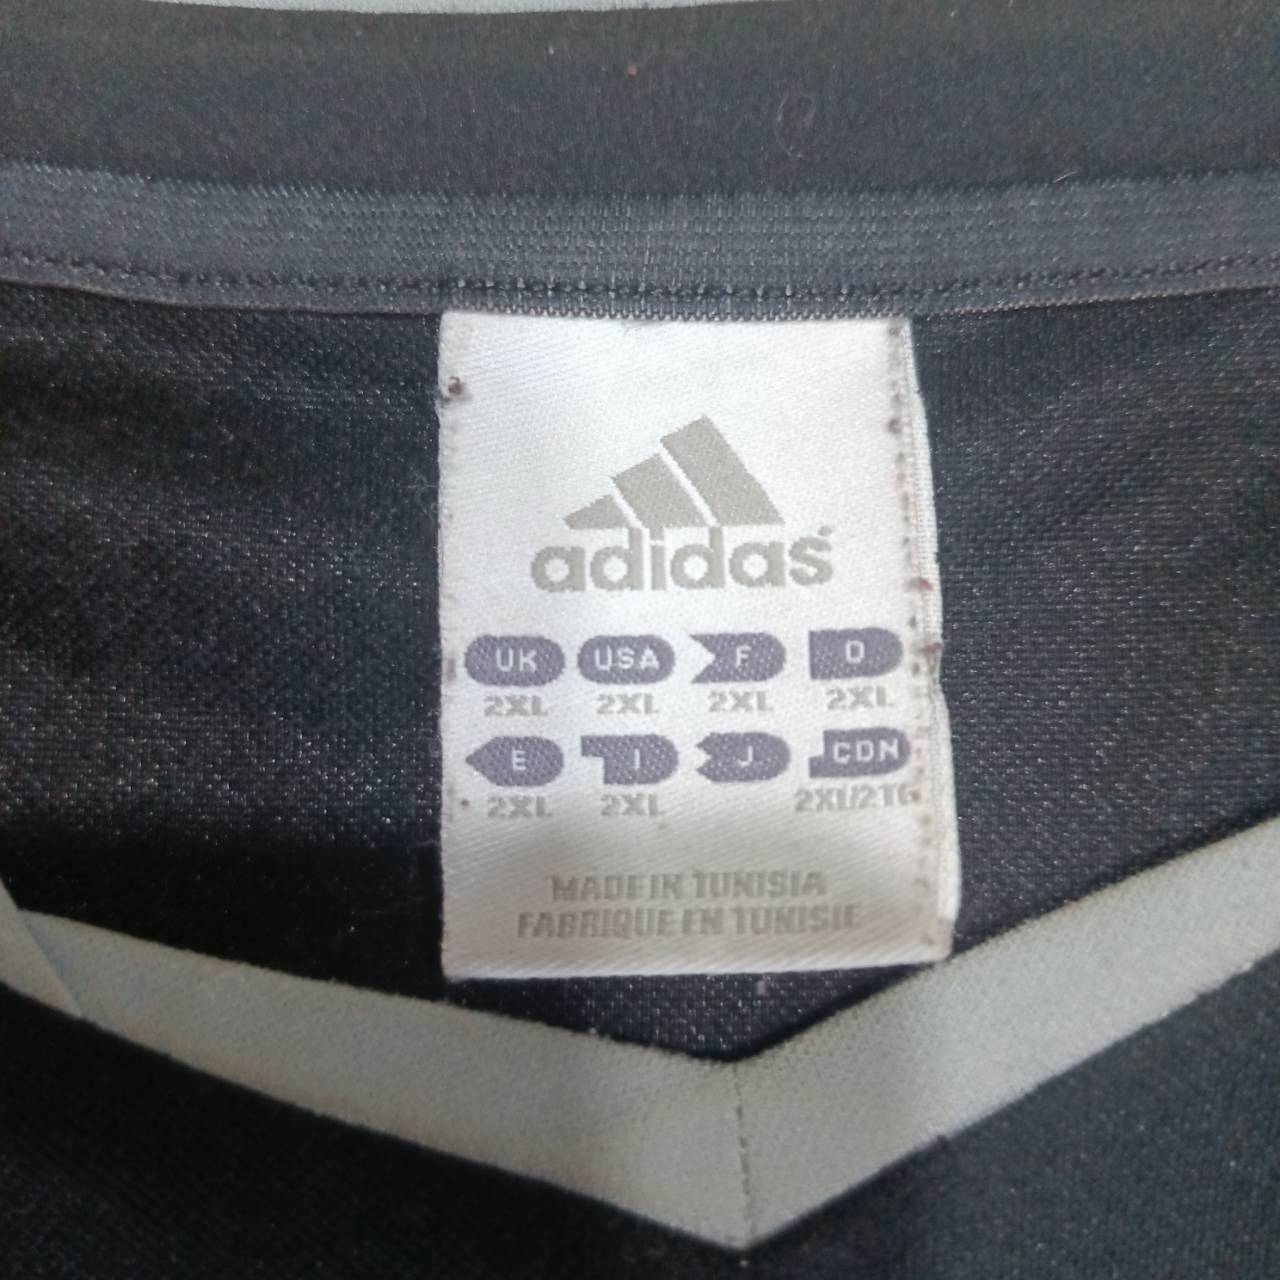 adidas
UK USA F D
2XL 2XL 2XL 2XL
E I J CDN
2XL 2XL 2XL/2TG
MADE IN TUNISIA
FABRIQUE EN TUNISIE